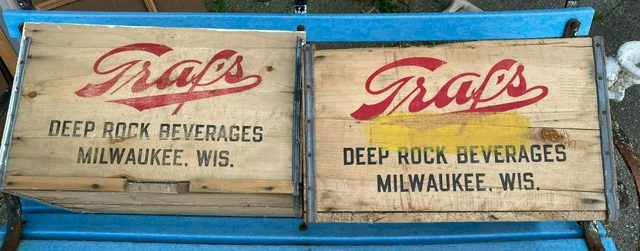 Graf's
DEEP ROCK BEVERAGES
MILWAUKEE, WIS.
Graf's
DEEP ROCK BEVERAGES
MILWAUKEE, WIS.